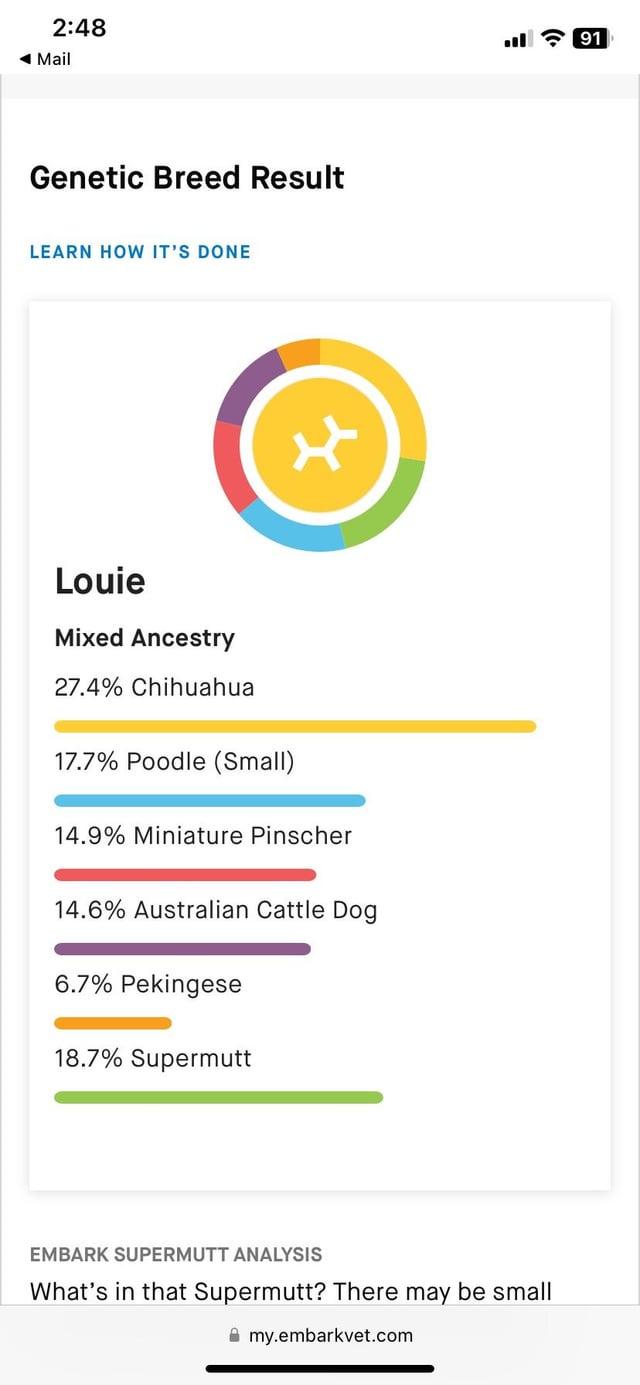 2:48
91
◀ Mail
Genetic Breed Result
LEARN HOW IT’S DONE
Louie
Mixed Ancestry
27.4% Chihuahua
17.7% Poodle (Small)
14.9% Miniature Pinscher
14.6% Australian Cattle Dog
6.7% Pekingese
18.7% Supermutt
EMBARK SUPERMUTT ANALYSIS
What’s in that Supermutt? There may be small
my.embarkvet.com